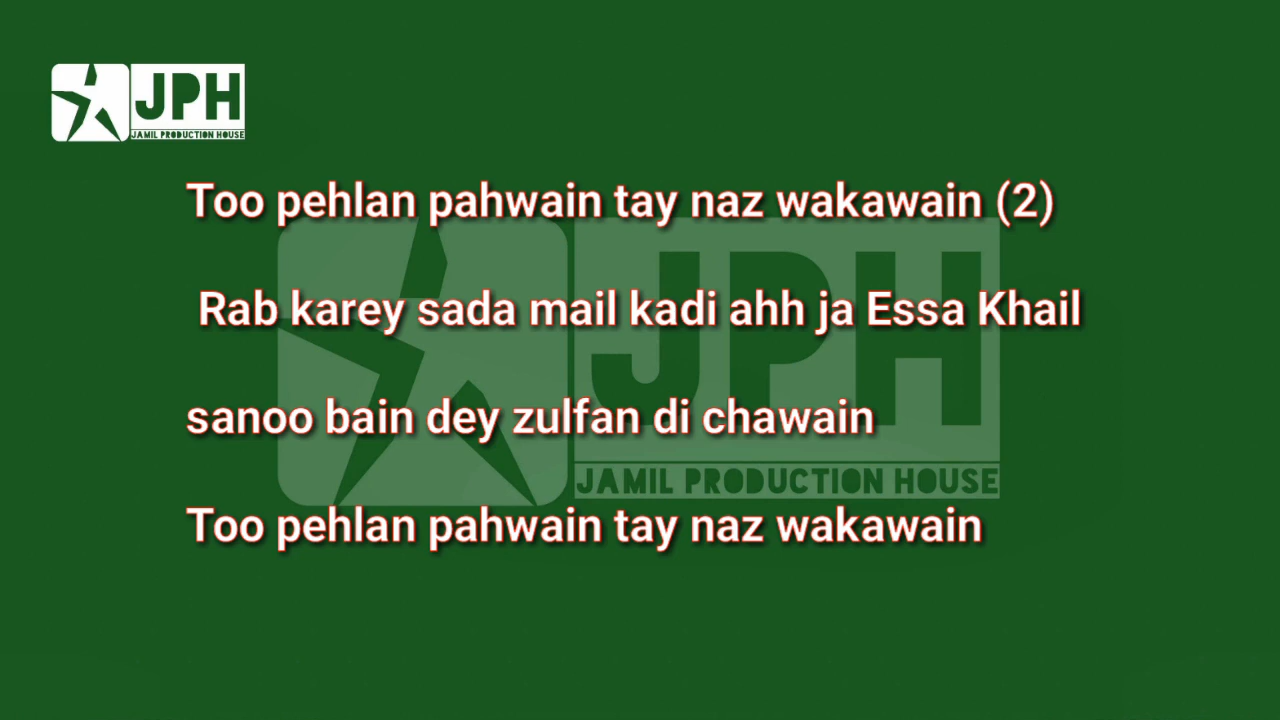 JPH
JAMIL PRODUCTION HOUSE
Too pehlan pahwain tay naz wakawain (2)
Rab karey sada mail kadi ahh ja Essa Khail
JPH
sanoo bain dey zulfan di chawain
JAMIL PRODUCTION HOUSE
Too pehlan pahwain tay naz wakawain